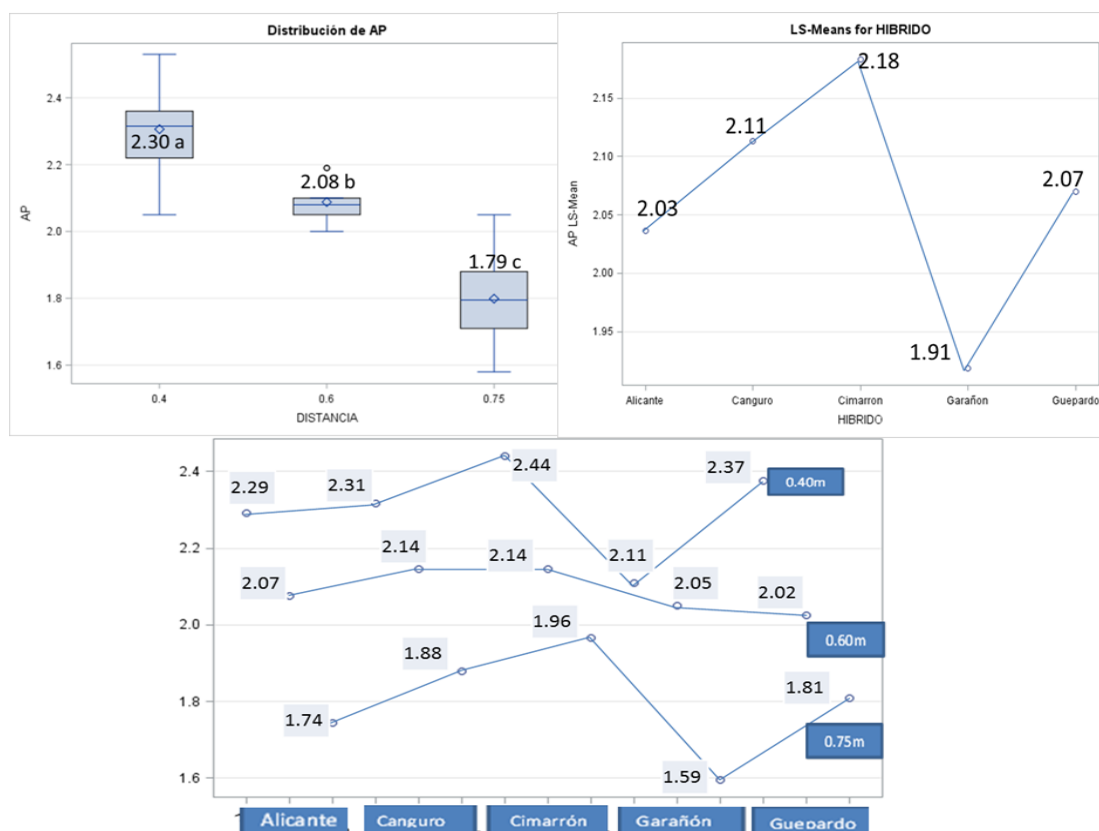 Distribución de AP
2.4
2.2
2.0
1.8
1.6
AP
2.30 a
2.08 b
1.79 c
0.4
0.6
0.75
DISTANCIA
LS-Means for HIBRIDO
2.15
2.10
2.05
2.00
1.95
AP LS-Mean
2.03
2.11
2.18
1.91
2.07
Alicante
Canguro
Cimarron
Garañon
Guepardo
HIBRIDO
2.4
2.2
2.0
1.8
1.6
2.29
2.31
2.44
2.11
2.37
0.40m
2.07
2.14
2.14
2.05
2.02
0.60m
1.74
1.88
1.96
1.59
1.81
0.75m
Alicante
Canguro
Cimarrón
Garañón
Guepardo